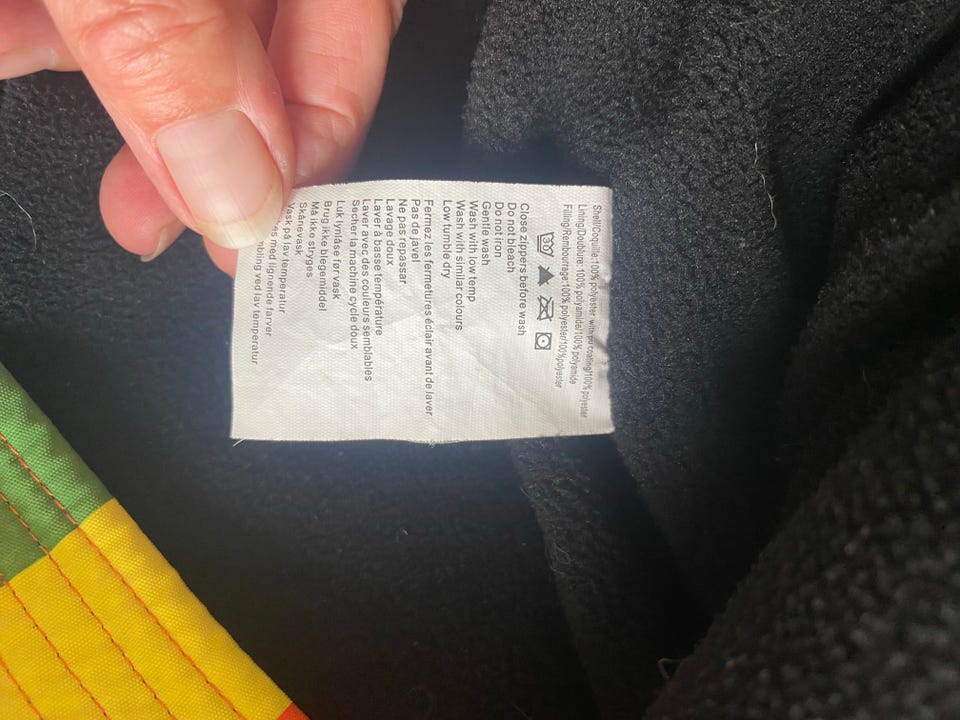 Shell/Coquille:100% polyester with pu coating/100% polyester
Lining/Doublure:100% polyamide/100% polyamide
Filling/Rembourrage:100% polyester/100%polyester
30
Close zippers before wash
Do not bleach
Do not iron
Gentle wash
Wash with low temp
Wash with similar colours
Low tumble dry
Fermez les fermetures éclair avant de laver
Pas de javel
Ne pas repassar
Lavage doux
Laver à basse température
Laver avec des couleurs semblables
Sécher la machine cycle doux
Luk lynlåse før vask
Brug ikke blegemiddel
Må ikke stryges
Skånevask
Vask på lav temperatur
med lignende farver
ved lav temperatur